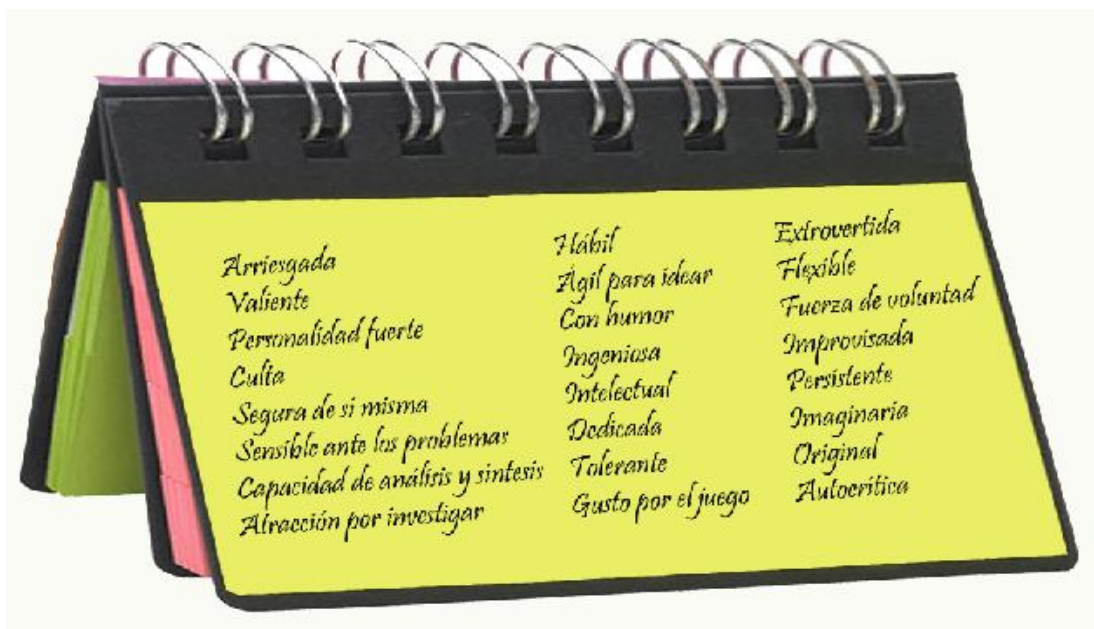 Arriesgada
Valiente
Personalidad fuerte
Culta
Segura de si misma
Sensible ante los problemas
Capacidad de análisis y síntesis
Atracción por investigar
Hábil
Ágil para idear
Con humor
Ingeniosa
Intelectual
Dedicada
Tolerante
Gusto por el juego
Extrovertida
Flexible
Fuerza de voluntad
Improvisada
Persistente
Imaginaria
Original
Autocrítica